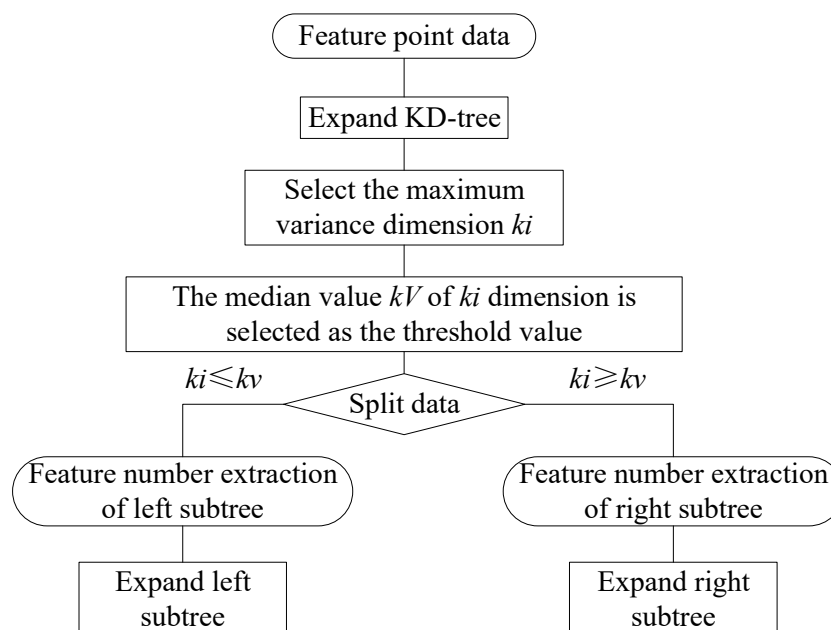 Feature point data
Expand KD-tree
Select the maximum
variance dimension ki
The median value kV of ki dimension is
selected as the threshold value
ki≤kv
ki≥kv
Split data
Feature number extraction
of left subtree
Feature number extraction
of right subtree
Expand left
subtree
Expand right
subtree